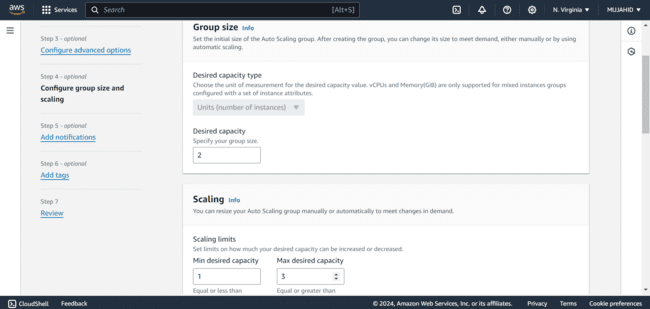 aws
Services
Search
[Alt+S]
N. Virginia
MUJAHID
Step 3 - optional
Configure advanced options
Step 4 - optional
Configure group size and
scaling
Step 5 - optional
Add notifications
Step 6 - optional
Add tags
Step 7
Review
Group size Info
Set the initial size of the Auto Scaling group. After creating the group, you can change its size to meet demand, either manually or by using
automatic scaling.
Desired capacity type
Choose the unit of measurement for the desired capacity value. vCPUs and Memory(GiB) are only supported for mixed instances groups
configured with a set of instance attributes.
Units (number of instances)
Desired capacity
Specify your group size.
2
Scaling Info
You can resize your Auto Scaling group manually or automatically to meet changes in demand.
Scaling limits
Set limits on how much your desired capacity can be increased or decreased.
Min desired capacity
Max desired capacity
1
3
Equal or less than
Equal or greater than
CloudShell
Feedback
© 2024, Amazon Web Services, Inc. or its affiliates.
Privacy
Terms
Cookie preferences